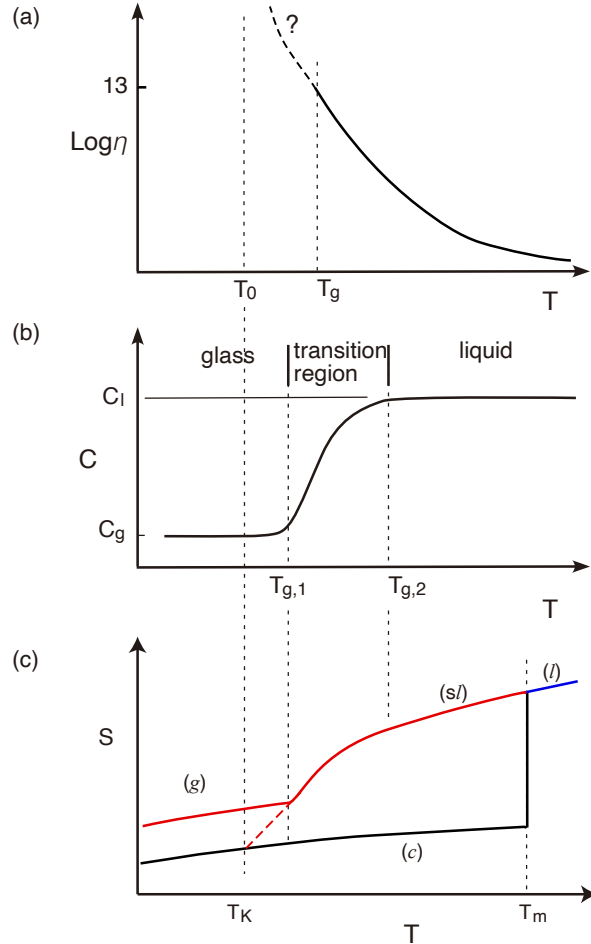 (a)
?
13
Logη
T0
Tg
T
(b)
glass
transition
region
liquid
Cl
C
Cg
Tg,1
Tg,2
T
(c)
(l)
(sl)
S
(g)
(c)
TK
Tm
T